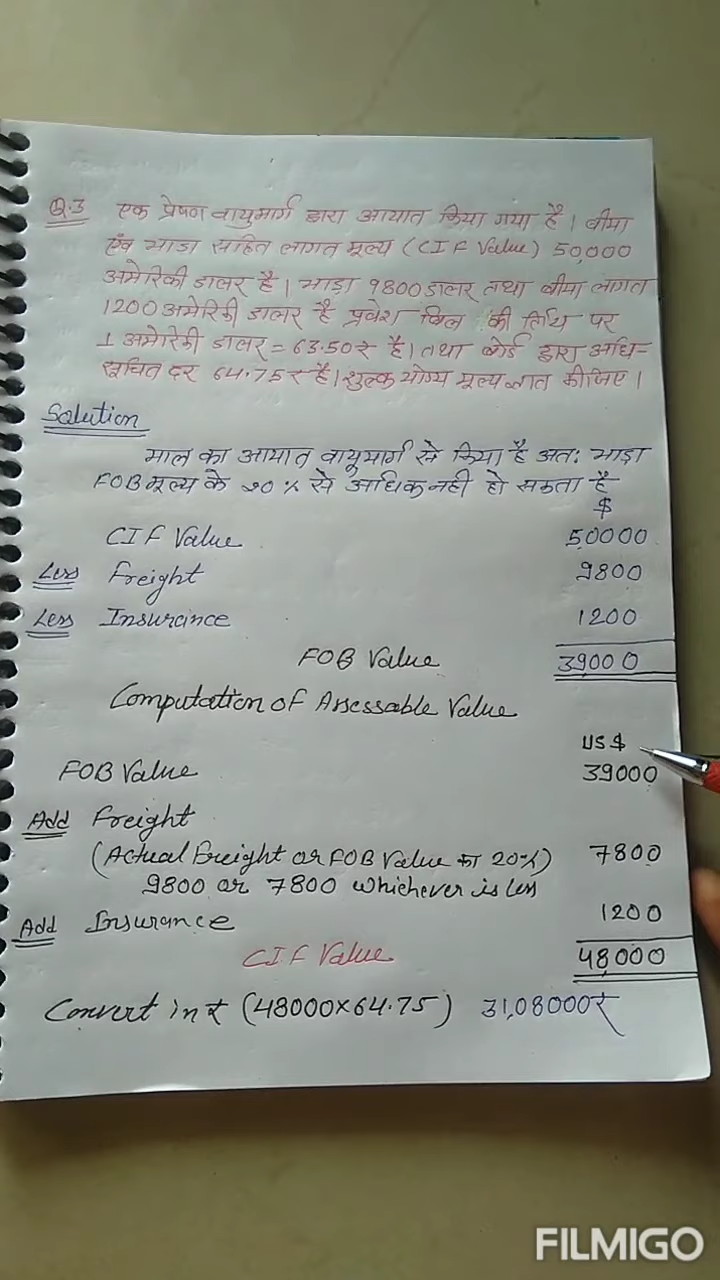 Q.3 एक प्रेषण वायुमार्ग द्वारा आयात किया गया है। बीमा
एंव भाडा सहित लागत मूल्य (CIF Value) 50,000
अमेरिकी डालर है। भाड़ा 9800 डालर तथा बीमा लागत
1200 अमेरिकी डालर है प्रवेश बिल की तिथि पर
1 अमेरिकी डालर = 63.50₹ है। तथा बोर्ड द्वारा अधि-
सूचित दर 64.75₹ है। शुल्क योग्य मूल्य ज्ञात कीजिए।
Solution
माल का आयात वायुमार्ग से किया है अतः भाड़ा
FOB मूल्य के 20% से अधिक नही हो सकता है
$
CIF Value 50000
Less Freight 9800
Less Insurance 1200
FOB Value 39000
Computation of Assessable Value
US $
FOB Value 39000
Add Freight
(Actual Freight or FOB Value का 20%) 7800
9800 or 7800 whichever is less
Add Insurance 1200
CIF Value 48000
Convert in ₹ (48000×64.75) 31,08000₹
FILMIGO